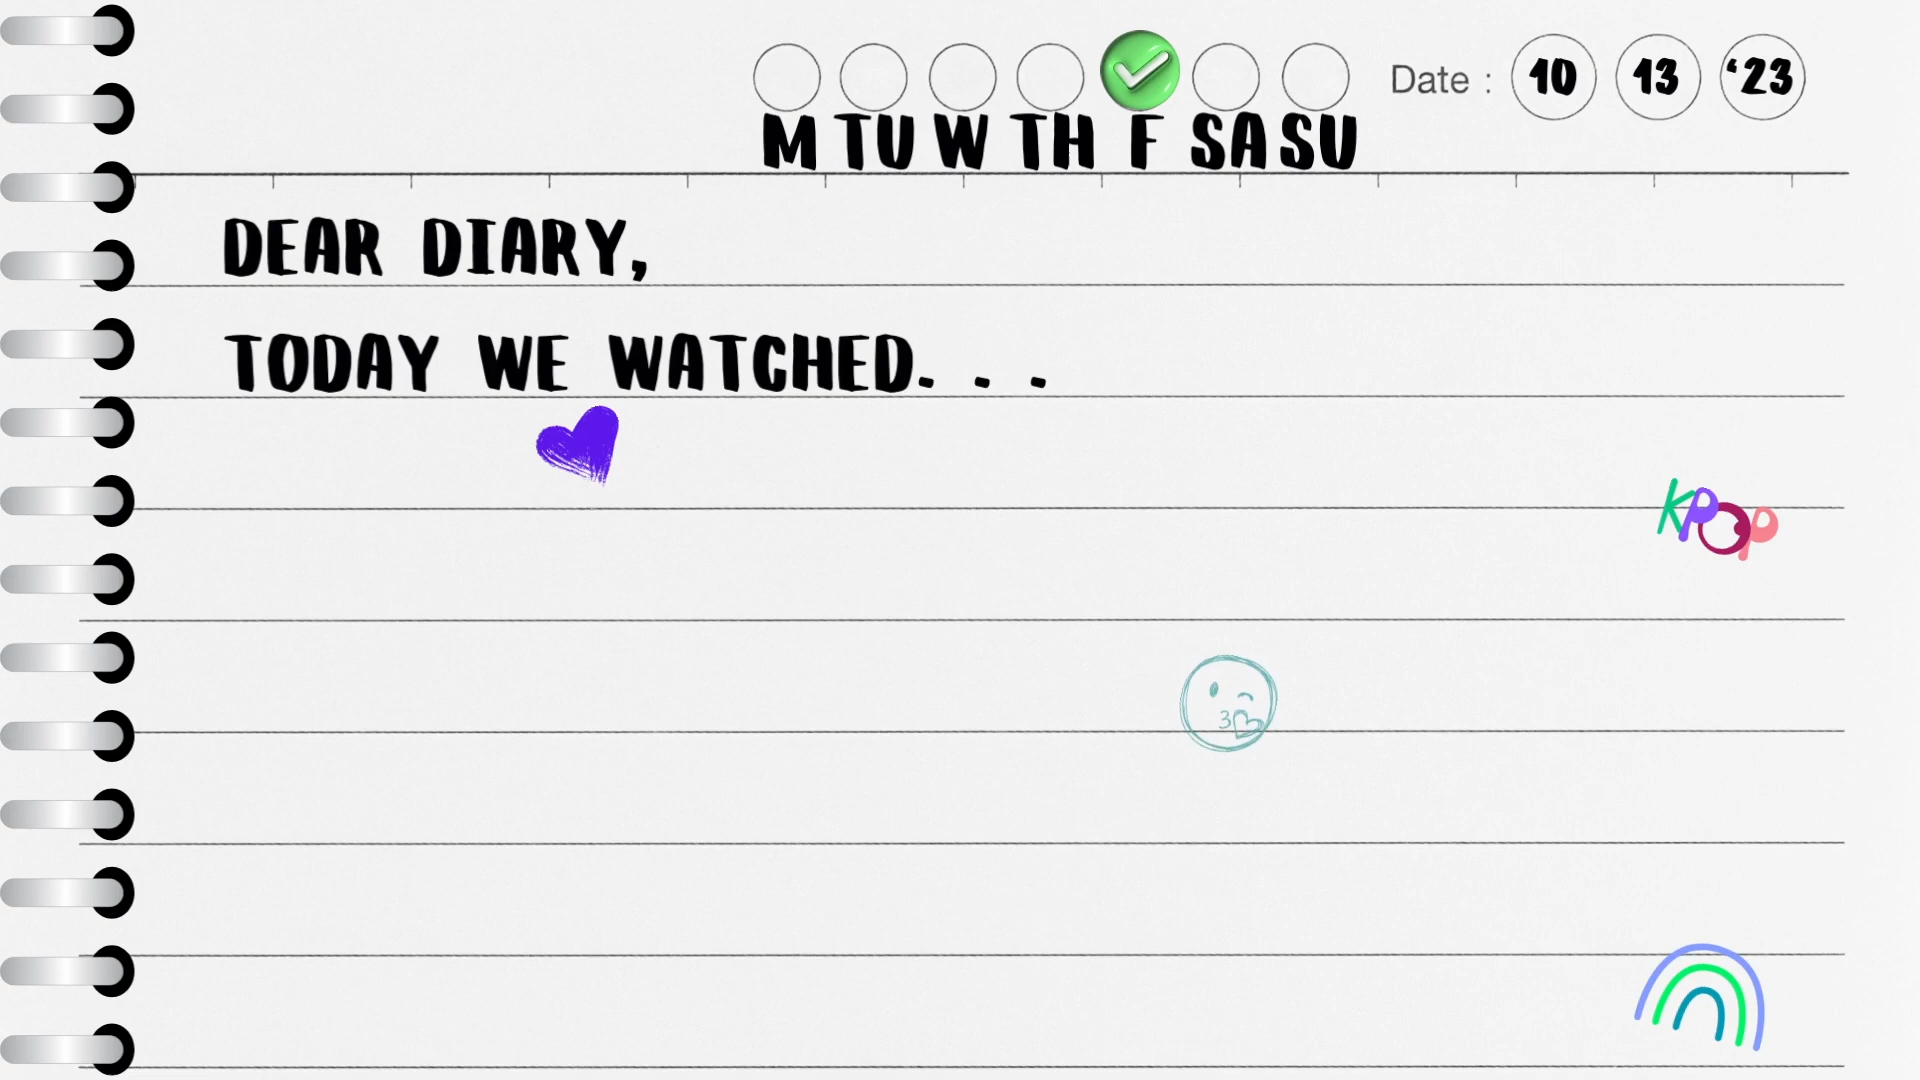 Date : 10 13 '23
M TU W TH F SA SU
DEAR DIARY,
TODAY WE WATCHED. . .
KPOP